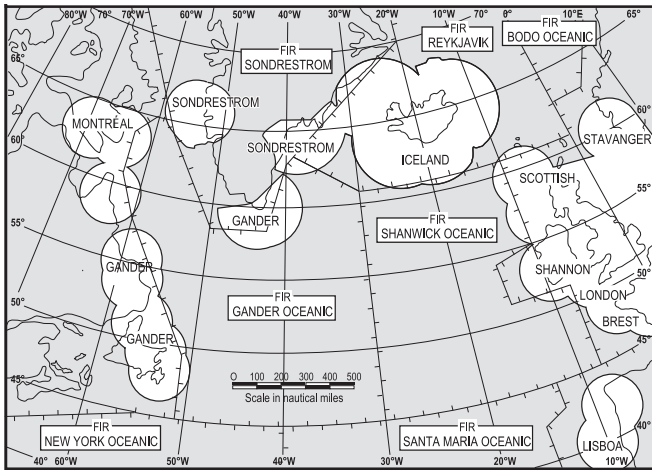 80°W 70°W 60°W 50°W 40°W 30°W 20°W 10°W 0° 10°E 65°
65°
60°
55°
50°
45°
70°
70°
65°
60°
55°
50°
45°
40°
FIR
SONDRESTROM
FIR
REYKJAVIK
FIR
BODO OCEANIC
SONDRESTROM
MONTRÉAL
SONDRESTROM
ICELAND
STAVANGER
SCOTTISH
GANDER
FIR
SHANWICK OCEANIC
GANDER
SHANNON
FIR
GANDER OCEANIC
LONDON
BREST
GANDER
0 100 200 300 400 500
Scale in nautical miles
FIR
NEW YORK OCEANIC
FIR
SANTA MARIA OCEANIC
LISBOA
40° 60°W 50°W 40°W 30°W 20°W 10°W